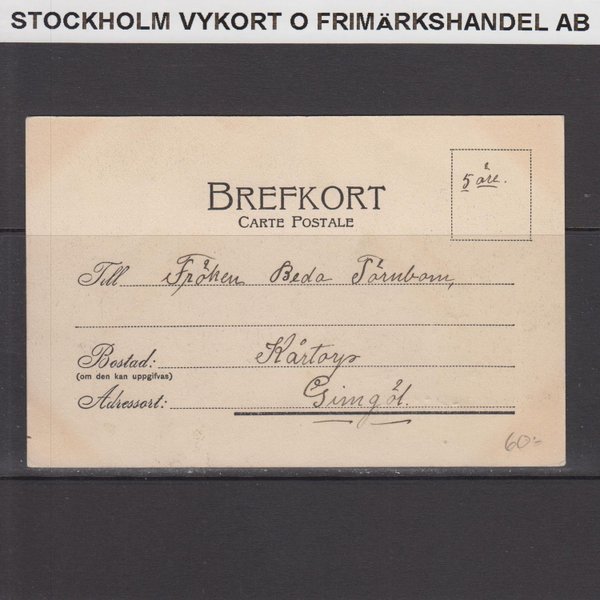 STOCKHOLM VYKORT O FRIMÄRKSHANDEL AB
5 öre.
BREFKORT
CARTE POSTALE
Till Fröken Beda Törnbom,
Bostad: Kårtorp
(om den kan uppgifvas)
Adressort: Gimgöl.
60:-